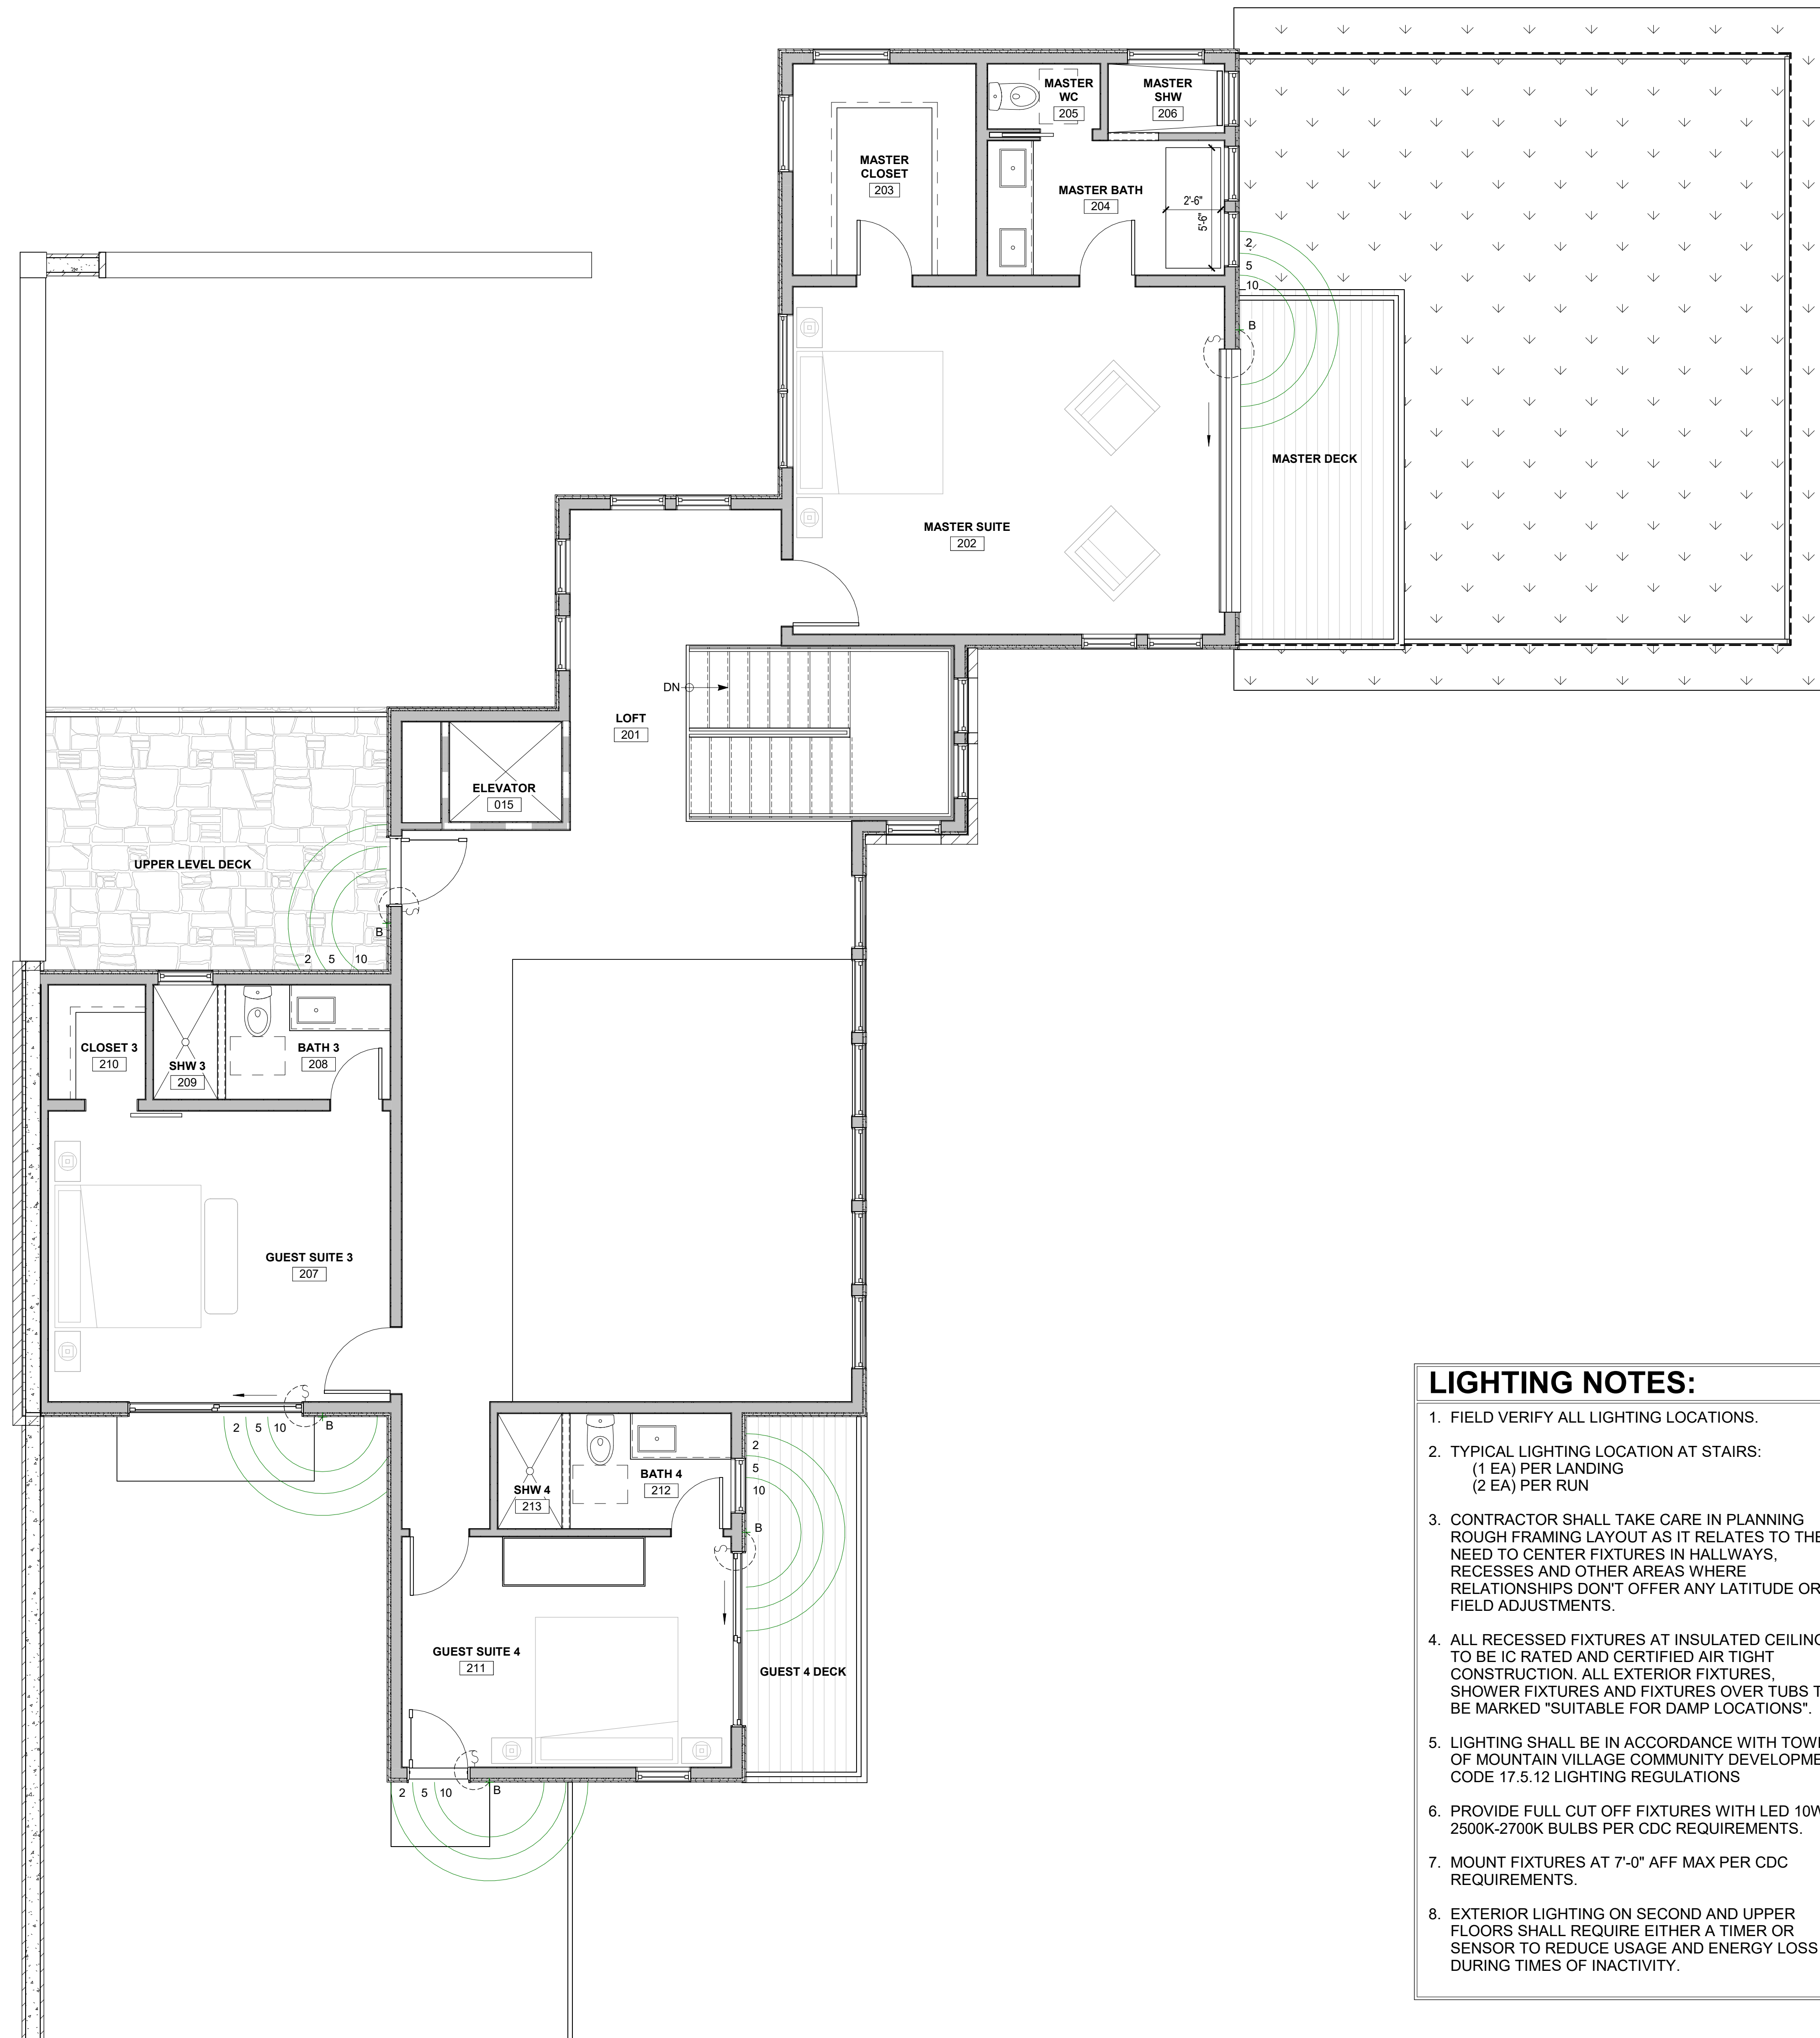 MASTER
WC
205
MASTER
SHW
206
MASTER
CLOSET
203
MASTER BATH
204
2'-6"
5'-6"
2
5
10
B
S
MASTER DECK
MASTER SUITE
202
DN
LOFT
201
ELEVATOR
015
UPPER LEVEL DECK
S
B
2 5 10
CLOSET 3
210
SHW 3
209
BATH 3
208
GUEST SUITE 3
207
S
2 5 10 B
2
5
10
B
S
BATH 4
212
SHW 4
213
GUEST SUITE 4
211
GUEST 4 DECK
S
2 5 10 B
LIGHTING NOTES:
1. FIELD VERIFY ALL LIGHTING LOCATIONS.
2. TYPICAL LIGHTING LOCATION AT STAIRS:
(1 EA) PER LANDING
(2 EA) PER RUN
3. CONTRACTOR SHALL TAKE CARE IN PLANNING
ROUGH FRAMING LAYOUT AS IT RELATES TO THE
NEED TO CENTER FIXTURES IN HALLWAYS,
RECESSES AND OTHER AREAS WHERE
RELATIONSHIPS DON'T OFFER ANY LATITUDE OR
FIELD ADJUSTMENTS.
4. ALL RECESSED FIXTURES AT INSULATED
TO BE IC RATED AND CERTIFIED AIR TIGHT
CONSTRUCTION. ALL EXTERIOR FIXTURES,
SHOWER FIXTURES AND FIXTURES OVER TUBS
BE MARKED "SUITABLE FOR DAMP LOCATIONS".
5. LIGHTING SHALL BE IN ACCORDANCE WITH
OF MOUNTAIN VILLAGE COMMUNITY
CODE 17.5.12 LIGHTING REGULATIONS
6. PROVIDE FULL CUT OFF FIXTURES WITH LED 10W
2500K-2700K BULBS PER CDC REQUIREMENTS.
7. MOUNT FIXTURES AT 7'-0" AFF MAX PER CDC
REQUIREMENTS.
8. EXTERIOR LIGHTING ON SECOND AND UPPER
FLOORS SHALL REQUIRE EITHER A TIMER OR
SENSOR TO REDUCE USAGE AND ENERGY LOSS
DURING TIMES OF INACTIVITY.